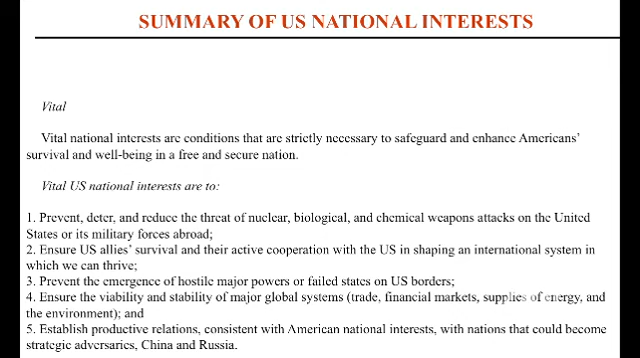 SUMMARY OF US NATIONAL INTERESTS
Vital
Vital national interests are conditions that are strictly necessary to safeguard and enhance Americans'
survival and well-being in a free and secure nation.
Vital US national interests are to:
1. Prevent, deter, and reduce the threat of nuclear, biological, and chemical weapons attacks on the United
States or its military forces abroad;
2. Ensure US allies' survival and their active cooperation with the US in shaping an international system in
which we can thrive;
3. Prevent the emergence of hostile major powers or failed states on US borders;
4. Ensure the viability and stability of major global systems (trade, financial markets, supplies of energy, and
the environment); and
5. Establish productive relations, consistent with American national interests, with nations that could become
strategic adversaries, China and Russia.